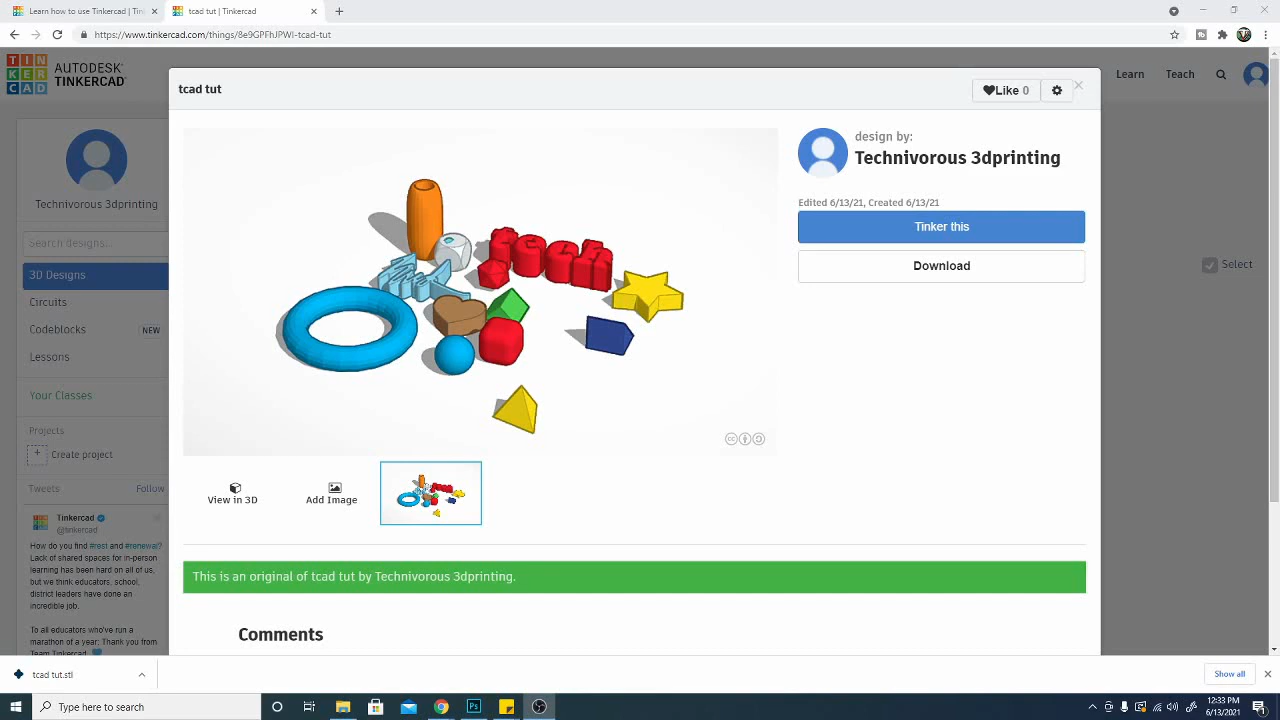 Learn how to use Tinkercad | Tin
tcad tut | Tinkercad
https://www.tinkercad.com/things/8e9GPFhJPWl-tcat-tut
TIN
KER
CAD
AUTODESK
TINKERCAD
Learn
Teach
tcad tut
Like 0
design by:
Technivorous 3dprinting
Edited 6/13/21, Created 6/13/21
Tinker this
Download
Technivorous 3dprinting
Search designs...
3D Designs
Circuits
Codeblocks
NEW
Lessons
Your Classes
Projects
Create project
Tweets
Follow
Select
Tech
View in 3D
Add Image
Tinkercad
@tinkercad
How do you find #rest and #renewal?
Lack of shared spaces for in-person
learning has been hard on all of us,
but we think educators, school,
district leaders have done an
incredible...
To all educators who've run a
marathon of a year: Thank you from
Team Tinkercad
This is an original of tcad tut by Technivorous 3dprinting.
Comments
tcad tut.stl
Show all
Type here to search
Ps
12:33 PM
6/13/2021